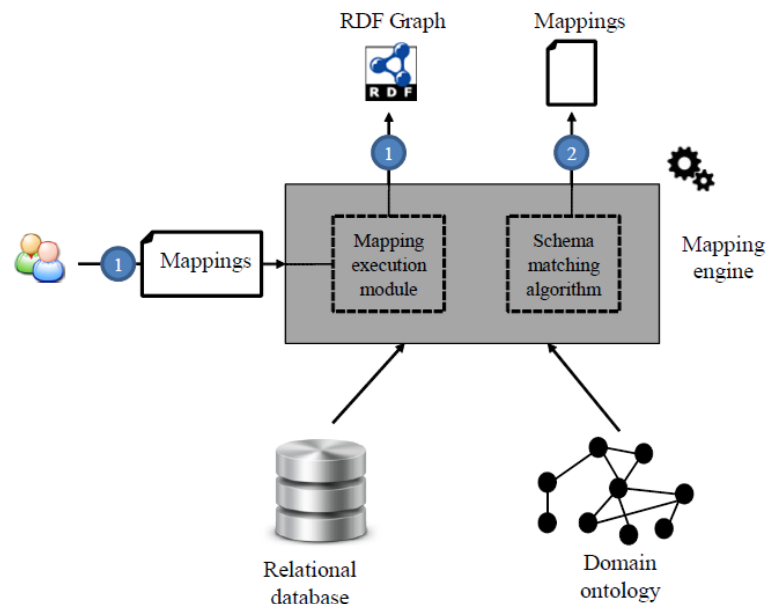 RDF Graph
Mappings
RDF
1
2
1
Mappings
Mapping
execution
module
Schema
matching
algorithm
Mapping
engine
Relational
database
Domain
ontology